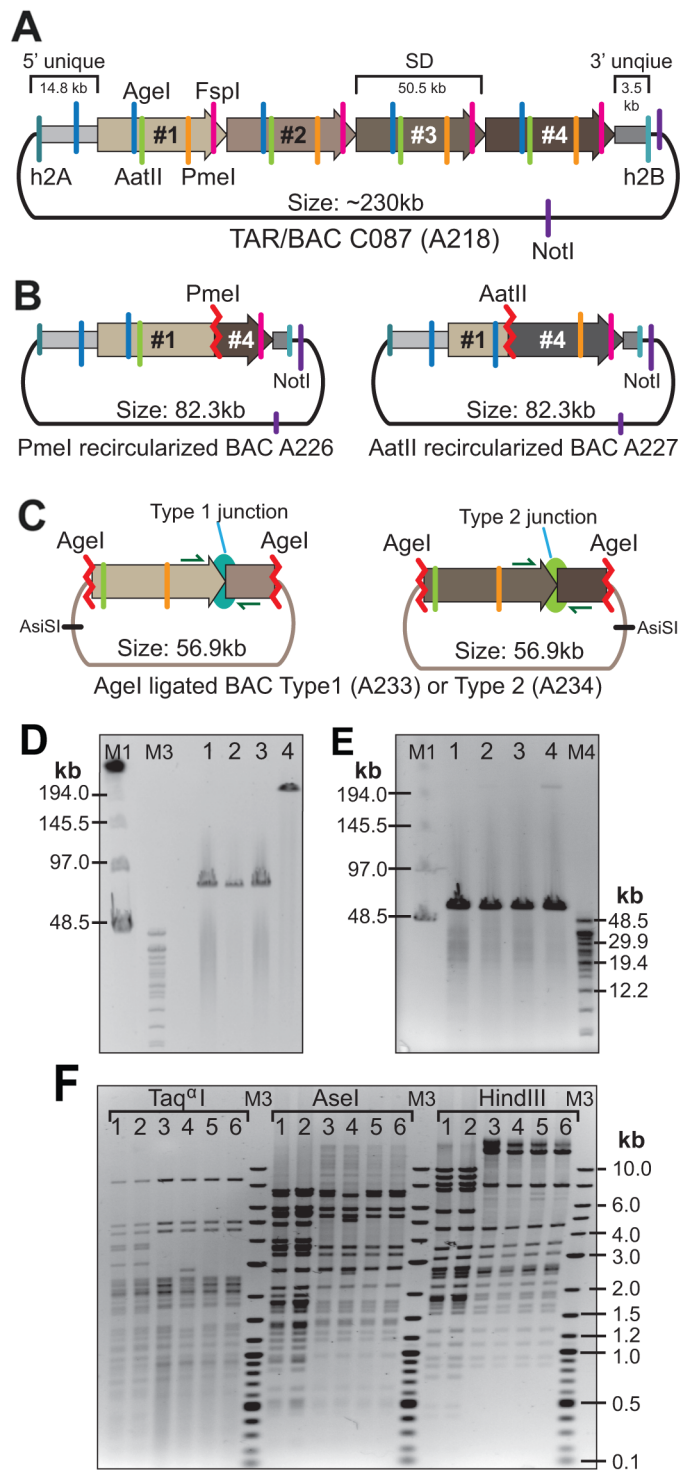 A
5' unique
SD
3' unqiue
14.8 kb
AgeI
FspI
50.5 kb
3.5
kb
#1
#2
#3
#4
h2A
AatII
PmeI
h2B
Size: ~230kb
TAR/BAC C087 (A218)
NotI
B
PmeI
AatII
#1
#4
#1
#4
NotI
NotI
Size: 82.3kb
Size: 82.3kb
PmeI recircularized BAC A226
AatII recircularized BAC A227
C
Type 1 junction
Type 2 junction
AgeI
AgeI
AgeI
AgeI
AsiSI
AsiSI
Size: 56.9kb
Size: 56.9kb
AgeI ligated BAC Type1 (A233) or Type 2 (A234)
D
M1 M3 1 2 3 4
kb
194.0
145.5
97.0
48.5
E
M1 1 2 3 4 M4
kb
194.0
145.5
97.0
48.5
kb
48.5
29.9
19.4
12.2
F
TaqαI M3 AseI M3 HindIII M3
1 2 3 4 5 6 1 2 3 4 5 6 1 2 3 4 5 6
kb
10.0
6.0
4.0
3.0
2.0
1.5
1.2
1.0
0.5
0.1